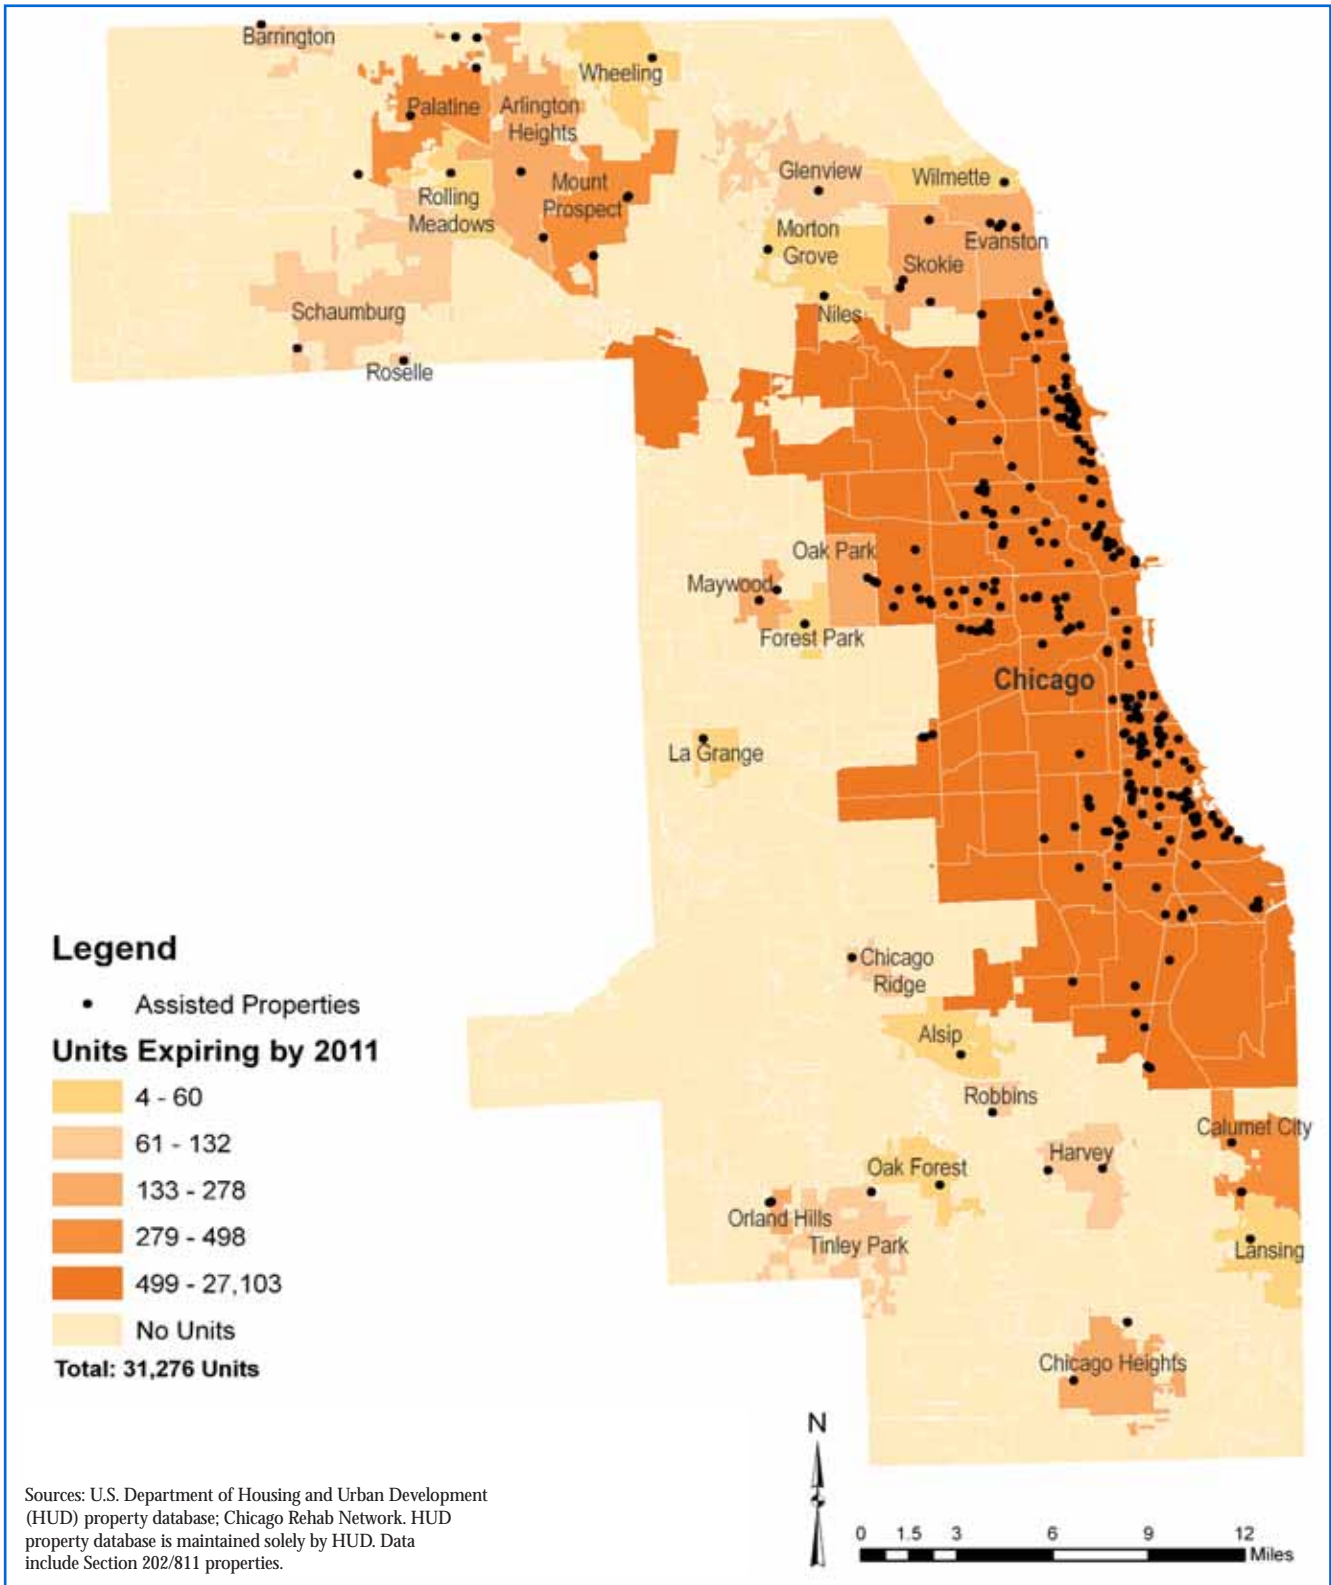 Barrington
Wheeling
Palatine
Arlington
Heights
Glenview
Wilmette
Mount
Prospect
Rolling
Meadows
Morton
Grove
Evanston
Skokie
Schaumburg
Niles
Roselle
Oak Park
Maywood
Forest Park
Chicago
La Grange
Chicago
Ridge
Alsip
Robbins
Calumet City
Harvey
Oak Forest
Orland Hills
Tinley Park
Lansing
Chicago Heights
Legend
Assisted Properties
Units Expiring by 2011
4 - 60
61 - 132
133 - 278
279 - 498
499 - 27,103
No Units
Total: 31,276 Units
N
0 1.5 3 6 9 12
Miles
Sources: U.S. Department of Housing and Urban Development
(HUD) property database; Chicago Rehab Network. HUD
property database is maintained solely by HUD. Data
include Section 202/811 properties.